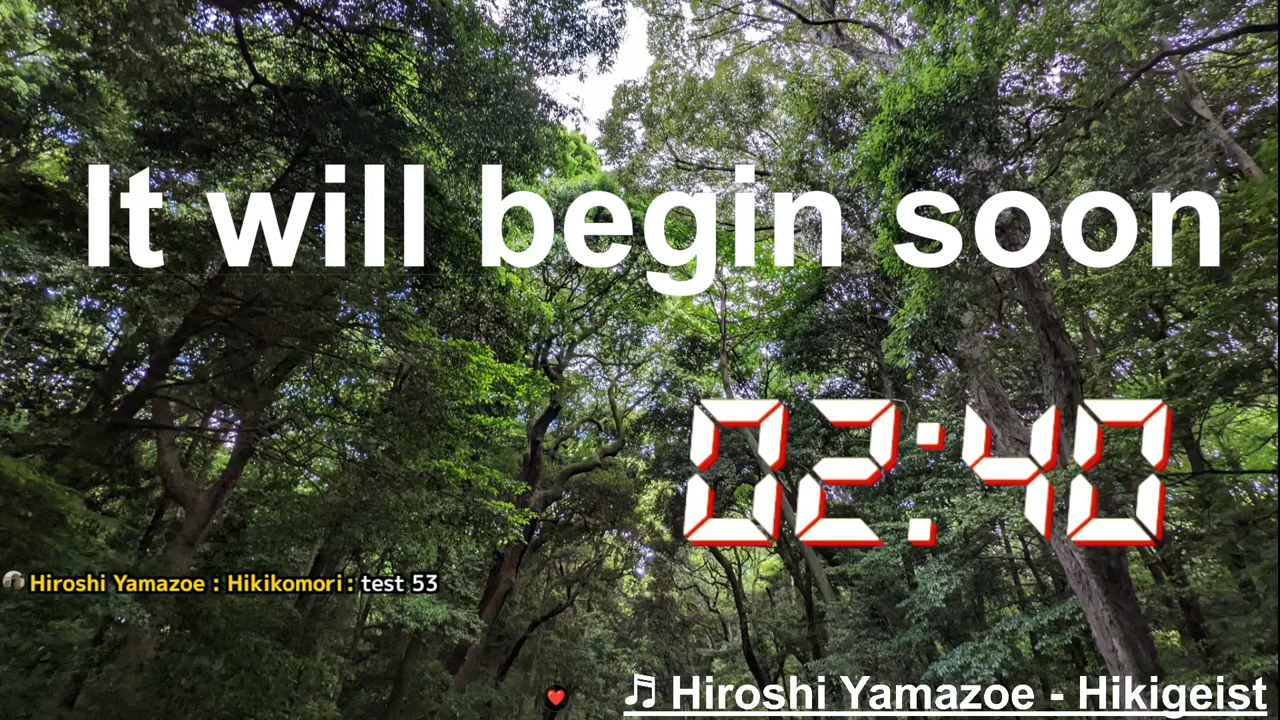 It will begin soon
02:40
Hiroshi Yamazoe : Hikikomori : test 53
♬ Hiroshi Yamazoe - Hikigeist